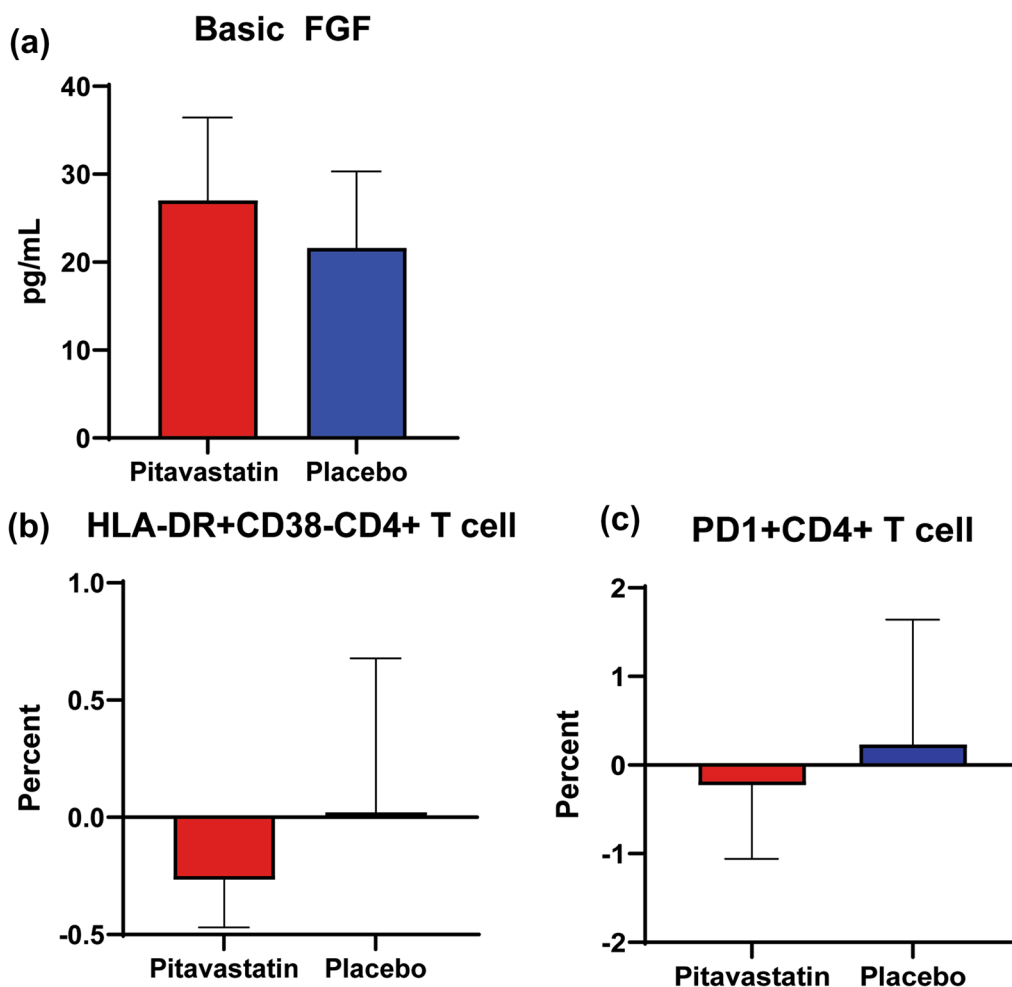 (a)
Basic FGF
40
30
20
10
0
pg/mL
Pitavastatin Placebo
(b) HLA-DR+CD38-CD4+ T cell
1.0
0.5
0.0
-0.5
Percent
Pitavastatin Placebo
(c) PD1+CD4+ T cell
2
1
0
-1
-2
Percent
Pitavastatin Placebo